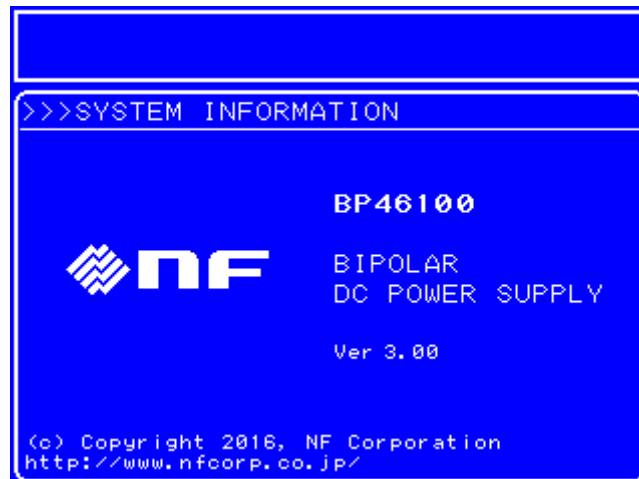 >>>SYSTEM INFORMATION
BP46100
nF
BIPOLAR
DC POWER SUPPLY
Ver 3.00
(c) Copyright 2016, NF Corporation
http://www.nfcorp.co.jp/